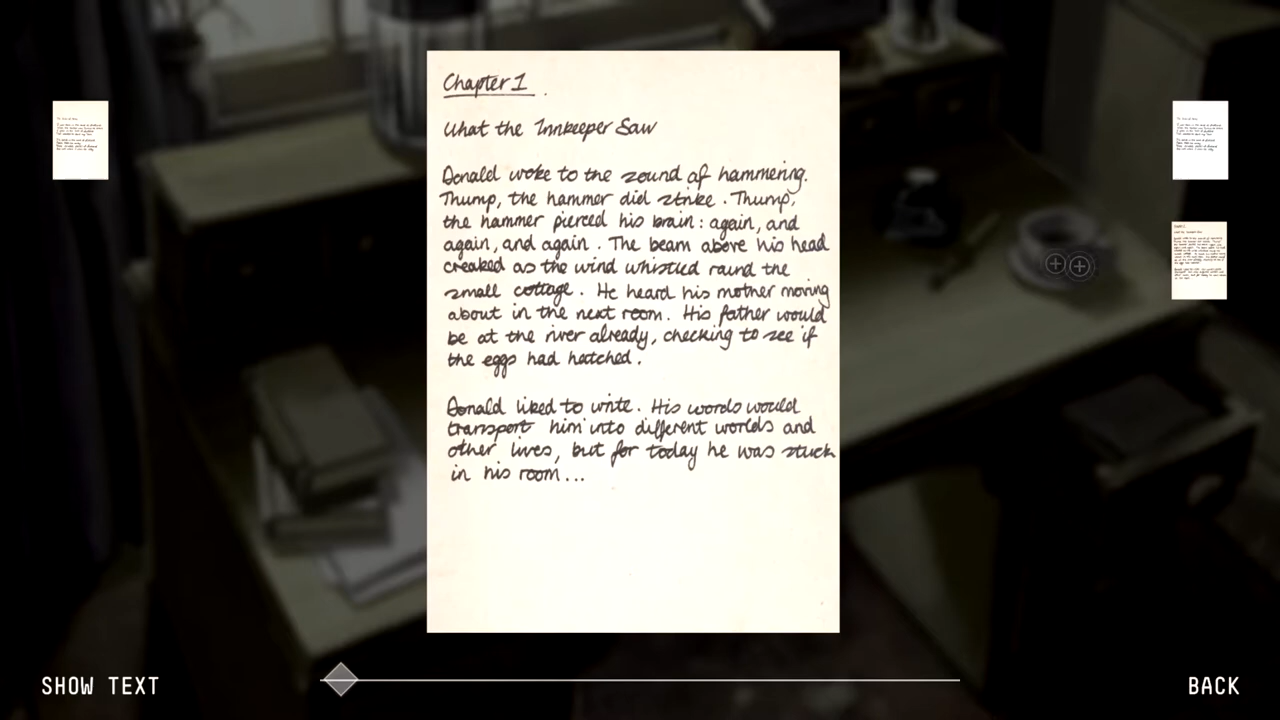 Chapter 1
What the Innkeeper Saw
Donald woke to the sound of hammering.
Thump, the hammer did strike. Thump,
the hammer pierced his brain: again, and
again, and again. The beam above his head
creaked as the wind whistled round the
small cottage. He heard his mother moving
about in the next room. His father would
be at the river already, checking to see if
the eggs had hatched.
Donald liked to write. His words would
transport him into different worlds and
other lives, but for today he was stuck
in his room...
SHOW TEXT
BACK